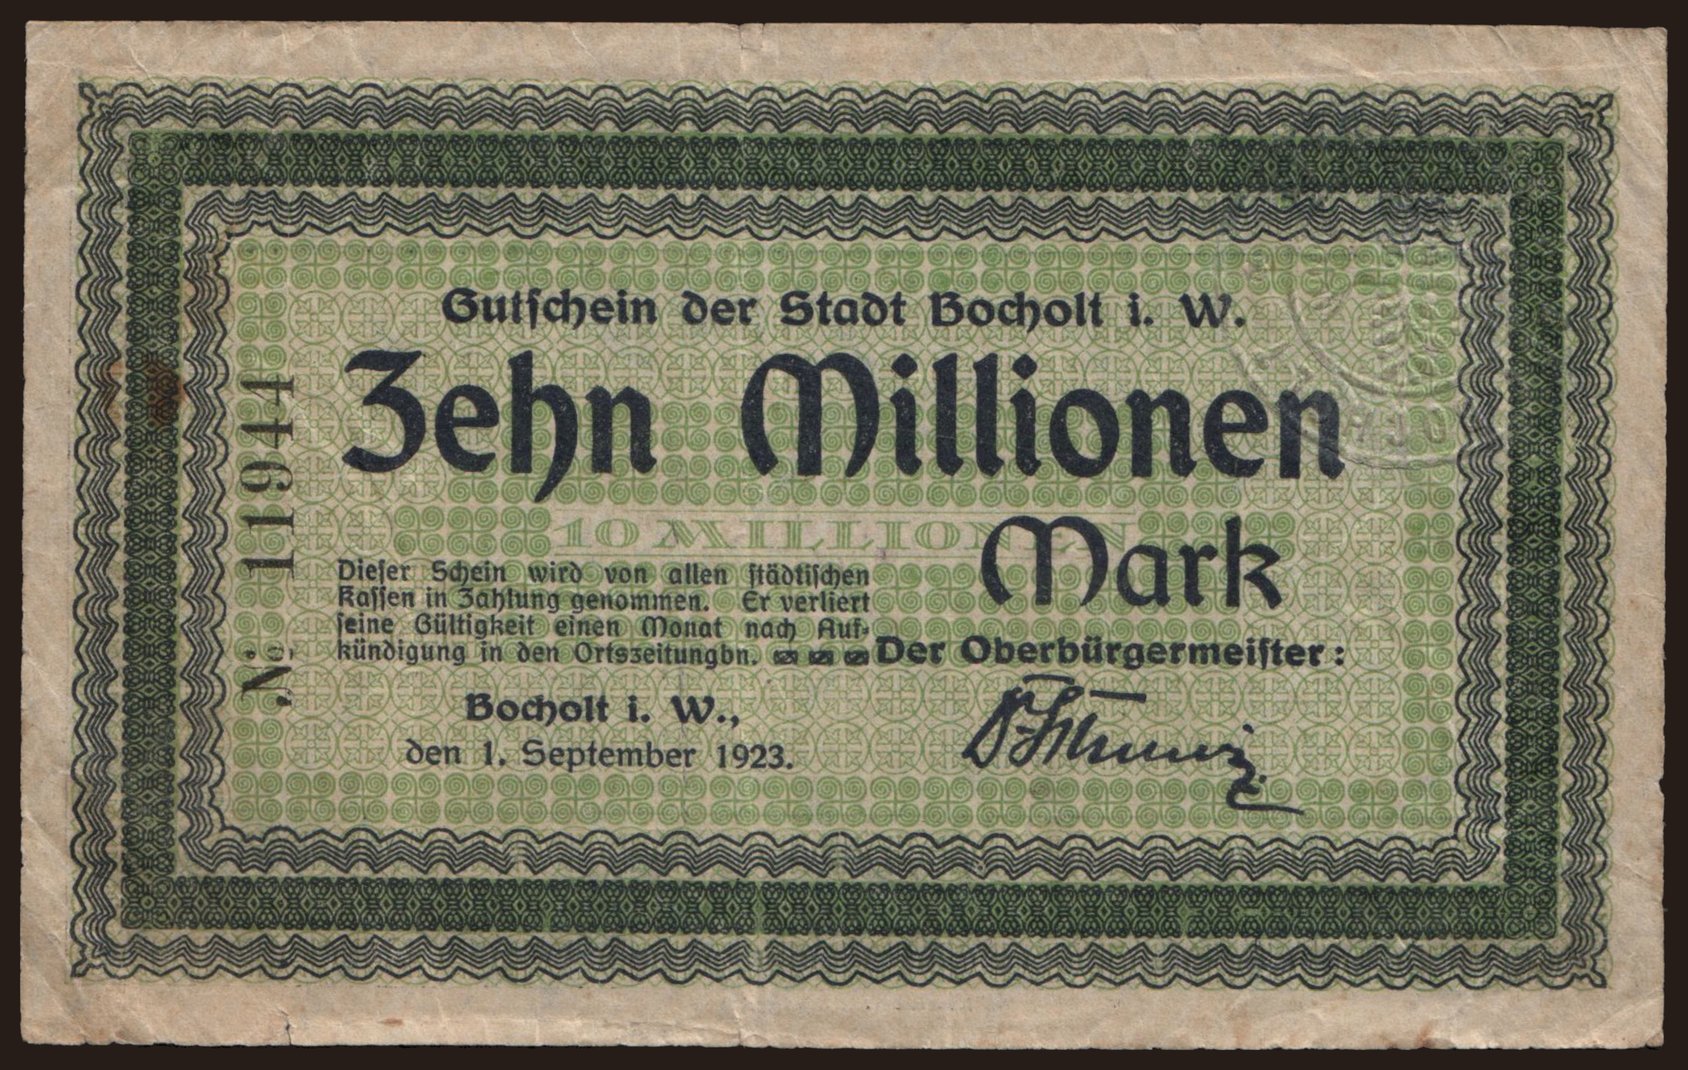 Gutschein der Stadt Bocholt i. W.
Zehn Millionen
Mark
10 MILLIONEN
Dieser Schein wird von allen städtischen
Kassen in Zahlung genommen. Er verliert
seine Gültigkeit einen Monat nach Auf-
kündigung in den Ortszeitungbn.
Der Oberbürgermeister:
Bocholt i. W.,
den 1. September 1923.
№ 11944